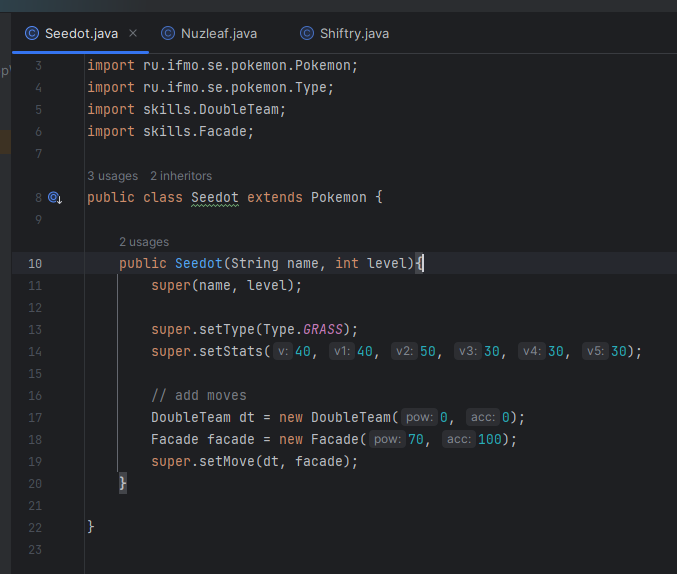 Seedot.java Nuzleaf.java Shiftry.java
3 import ru.ifmo.se.pokemon.Pokemon;
4 import ru.ifmo.se.pokemon.Type;
5 import skills.DoubleTeam;
6 import skills.Facade;
7
3 usages 2 inheritors
8 public class Seedot extends Pokemon {
9
2 usages
10 public Seedot(String name, int level){
11 super(name, level);
12
13 super.setType(Type.GRASS);
14 super.setStats( v: 40, v1: 40, v2: 50, v3: 30, v4: 30, v5: 30);
15
16 // add moves
17 DoubleTeam dt = new DoubleTeam( pow: 0, acc: 0);
18 Facade facade = new Facade( pow: 70, acc: 100);
19 super.setMove(dt, facade);
20 }
21
22 }
23